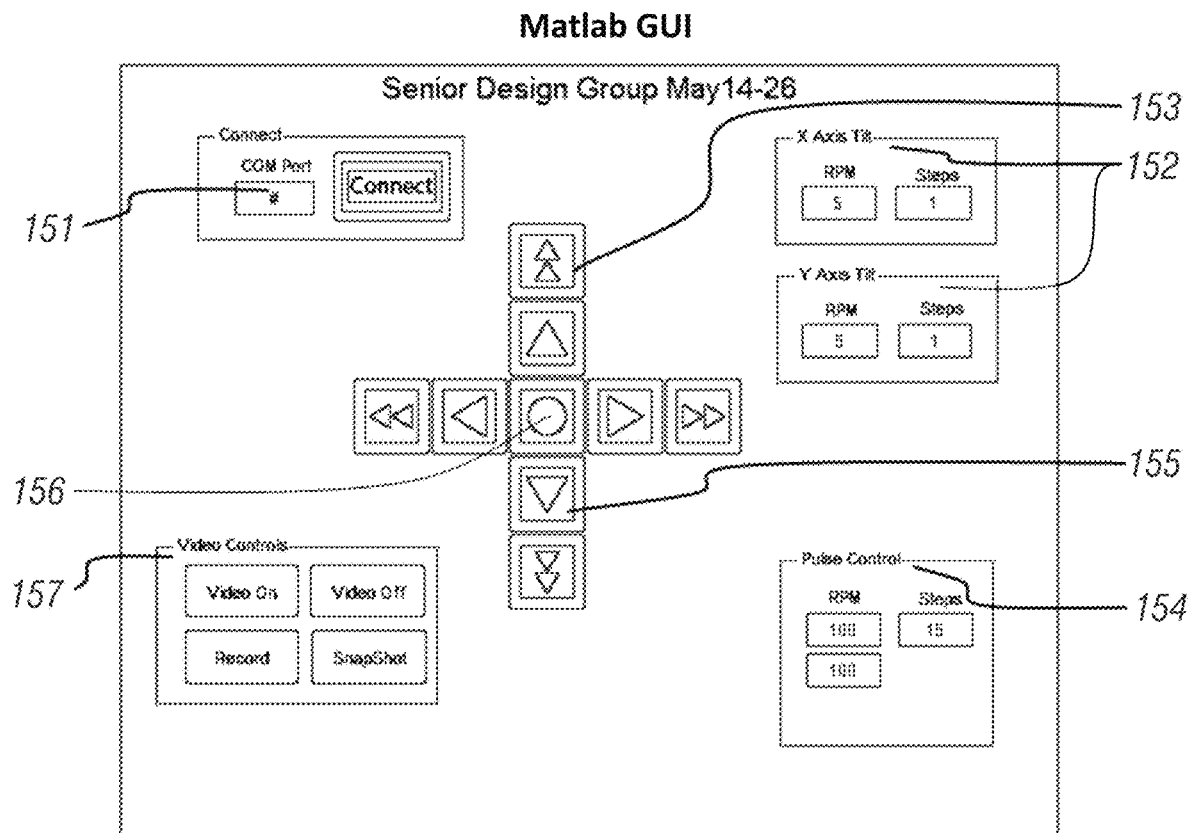 Matlab GUI
Senior Design Group May14-26
153
Connect
COM Port
#
Connect
151
X Axis Tilt
RPM
Steps
5
1
152
Y Axis Tilt
RPM
Steps
5
1
156
155
157
Video Controls
Video On
Video Off
Record
SnapShot
Pulse Control
RPM
Steps
100
15
100
154